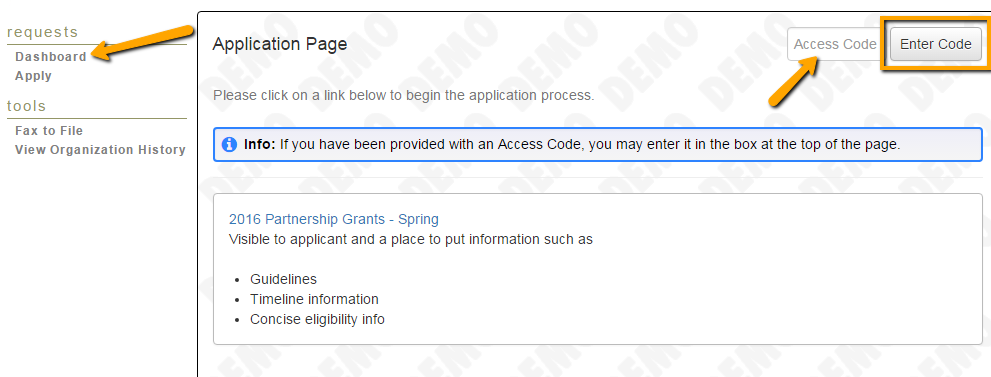 requests
Dashboard
Apply
tools
Fax to File
View Organization History
Application Page
Access Code
Enter Code
Please click on a link below to begin the application process.
Info: If you have been provided with an Access Code, you may enter it in the box at the top of the page.
2016 Partnership Grants - Spring
Visible to applicant and a place to put information such as
• Guidelines
• Timeline information
• Concise eligibility info
DEMO